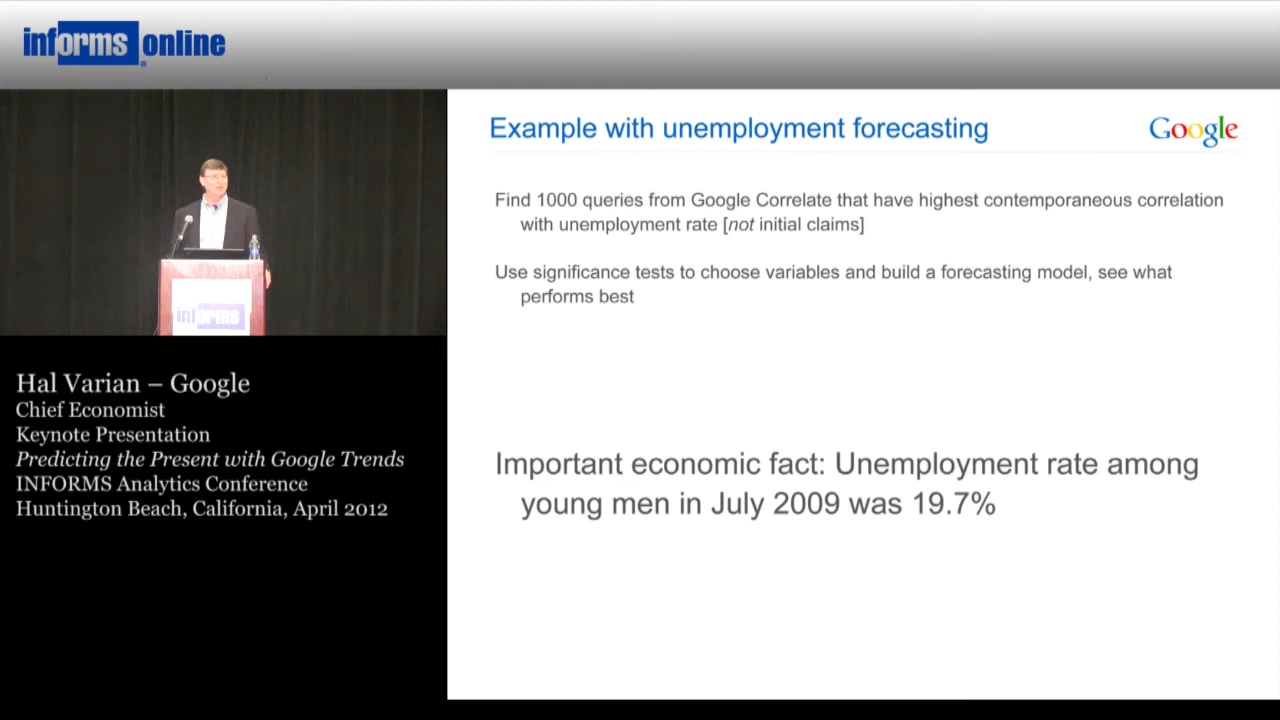 informs online
®
Example with unemployment forecasting
Google
Find 1000 queries from Google Correlate that have highest contemporaneous correlation
with unemployment rate [not initial claims]
Use significance tests to choose variables and build a forecasting model, see what
performs best
Important economic fact: Unemployment rate among
young men in July 2009 was 19.7%
informs
Hal Varian – Google
Chief Economist
Keynote Presentation
Predicting the Present with Google Trends
INFORMS Analytics Conference
Huntington Beach, California, April 2012